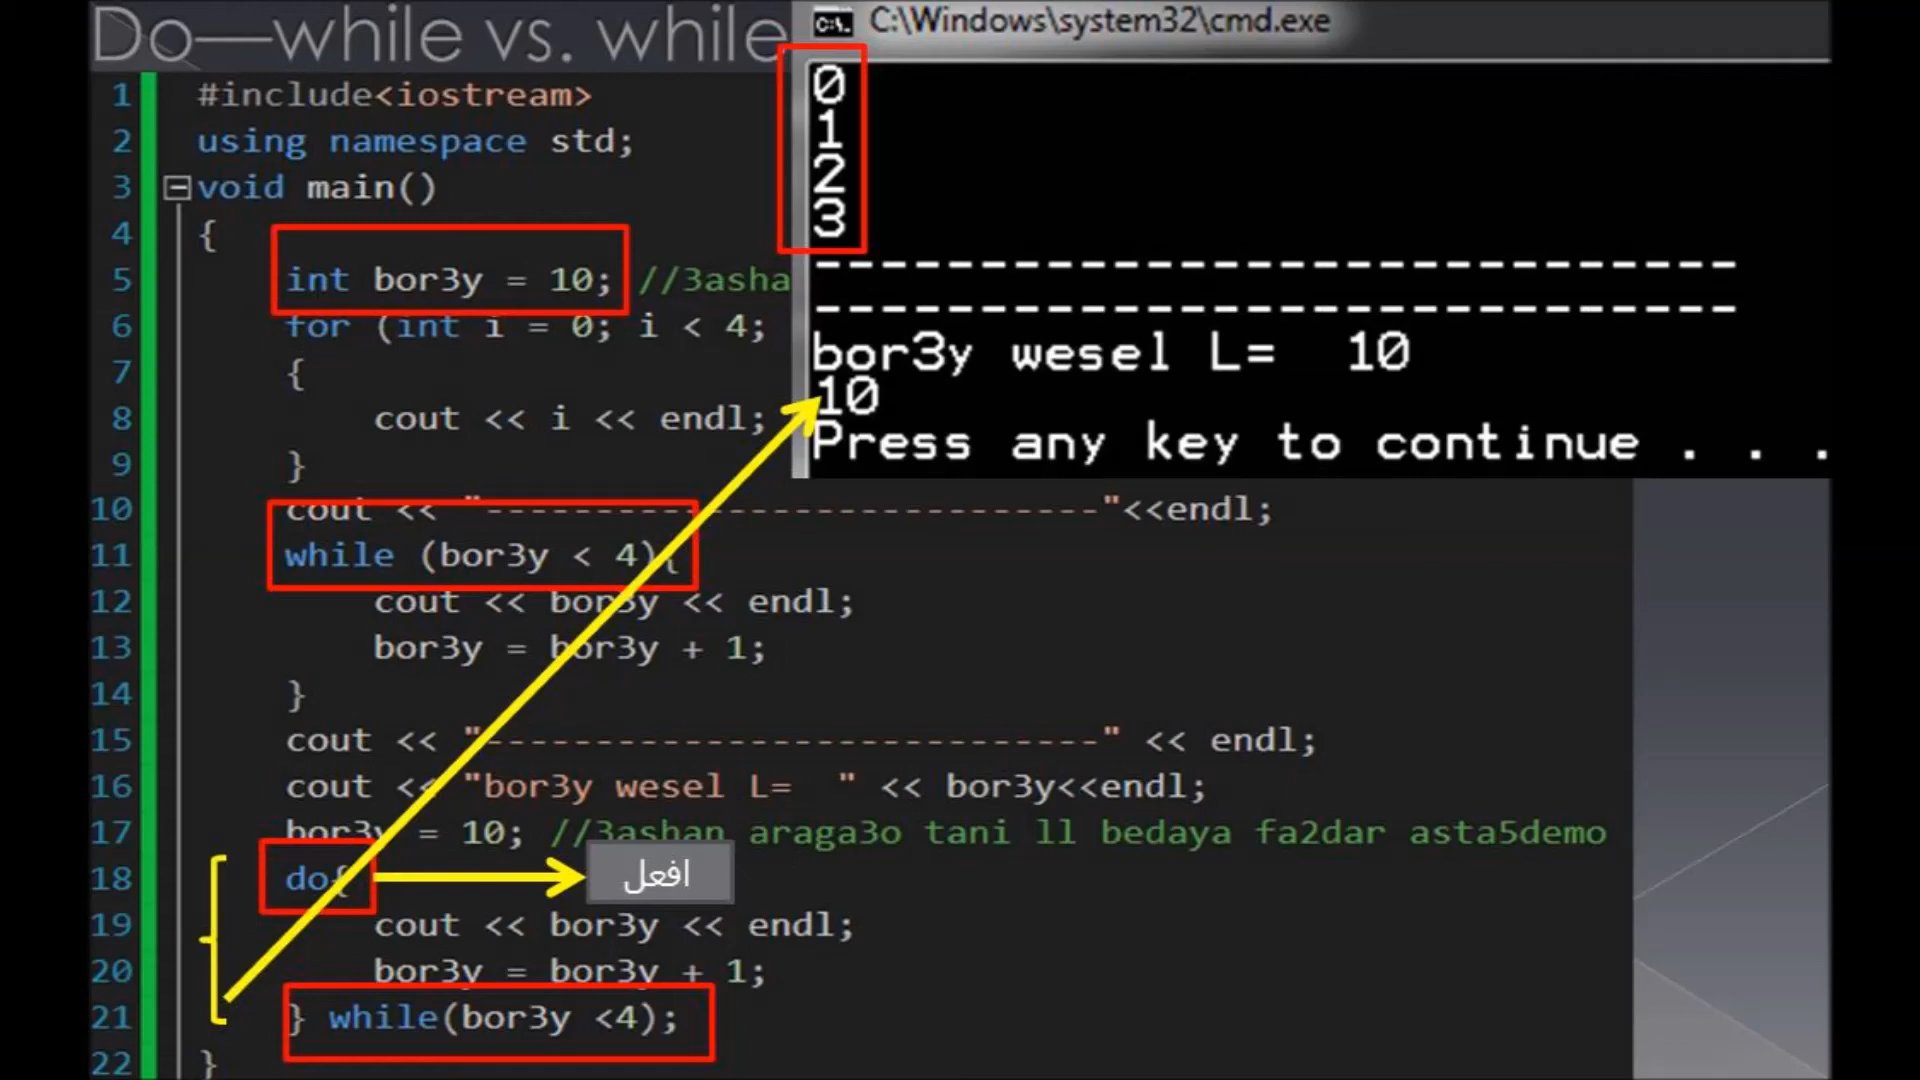 Do—while vs. while
C:\Windows\system32\cmd.exe
0
1
2
3
----------------------------
----------------------------
bor3y wesel L=  10
10
Press any key to continue . . .
1 #include<iostream>
2 using namespace std;
3 void main()
4 {
5 int bor3y = 10; //3asha
6 for (int i = 0; i < 4;
7 {
8 cout << i << endl;
9 }
10 cout << "----------------------------"<<endl;
11 while (bor3y < 4){
12 cout << bor3y << endl;
13 bor3y = bor3y + 1;
14 }
15 cout << "----------------------------" << endl;
16 cout << "bor3y wesel L=  " << bor3y<<endl;
17 bor3y = 10; //3ashan araga3o tani ll bedaya fa2dar asta5demo
18 do{
افعل
19 cout << bor3y << endl;
20 bor3y = bor3y + 1;
21 } while(bor3y <4);
22 }